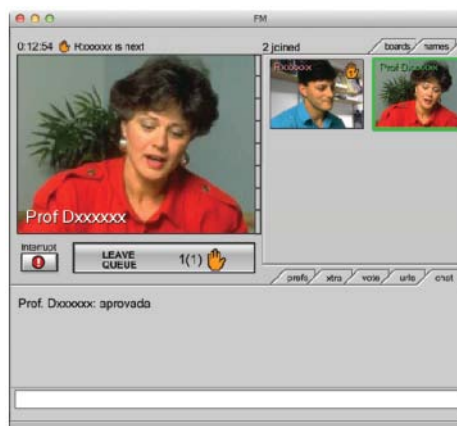 FM
0:12:54 Rxxxxxx is next
2 joined
boards names
Rxxxxxx
Prof Dxxxxxx
Prof Dxxxxxx
Interrupt
LEAVE QUEUE 1(1)
prefs xtra vote urls chat
Prof. Dxxxxxx: aprovada